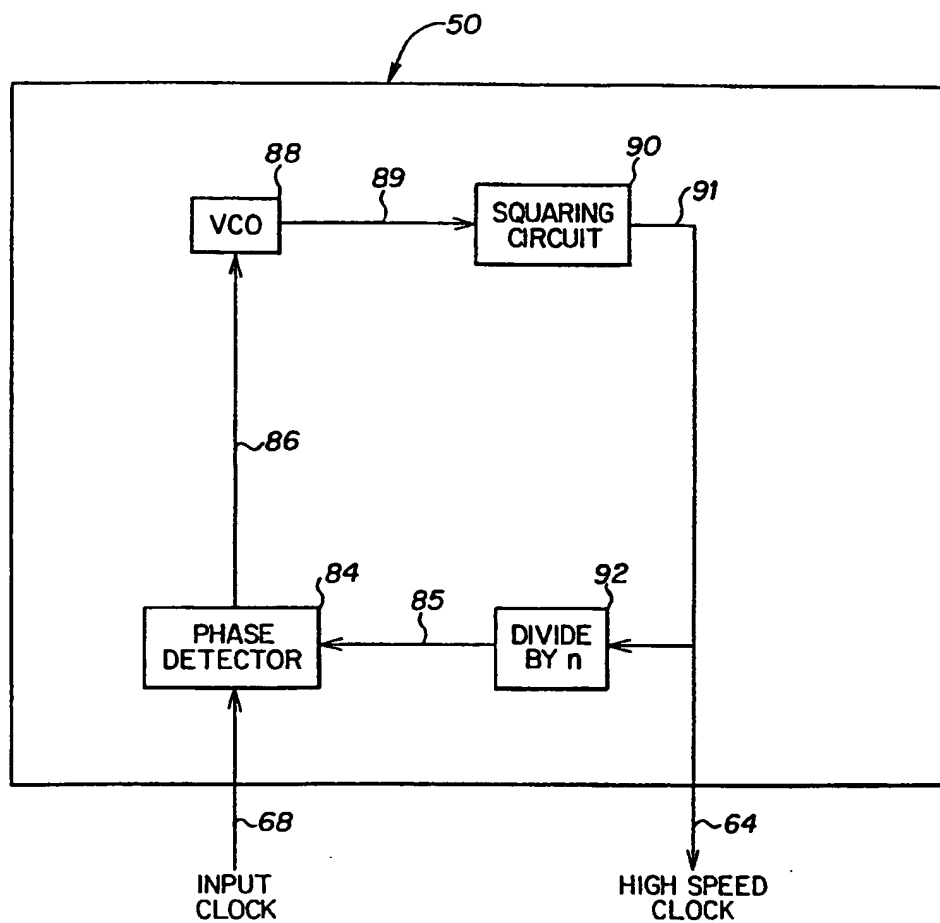 50
88
89
90
91
VCO
SQUARING
CIRCUIT
86
84
85
92
PHASE
DETECTOR
DIVIDE
BY n
68
64
INPUT
CLOCK
HIGH SPEED
CLOCK